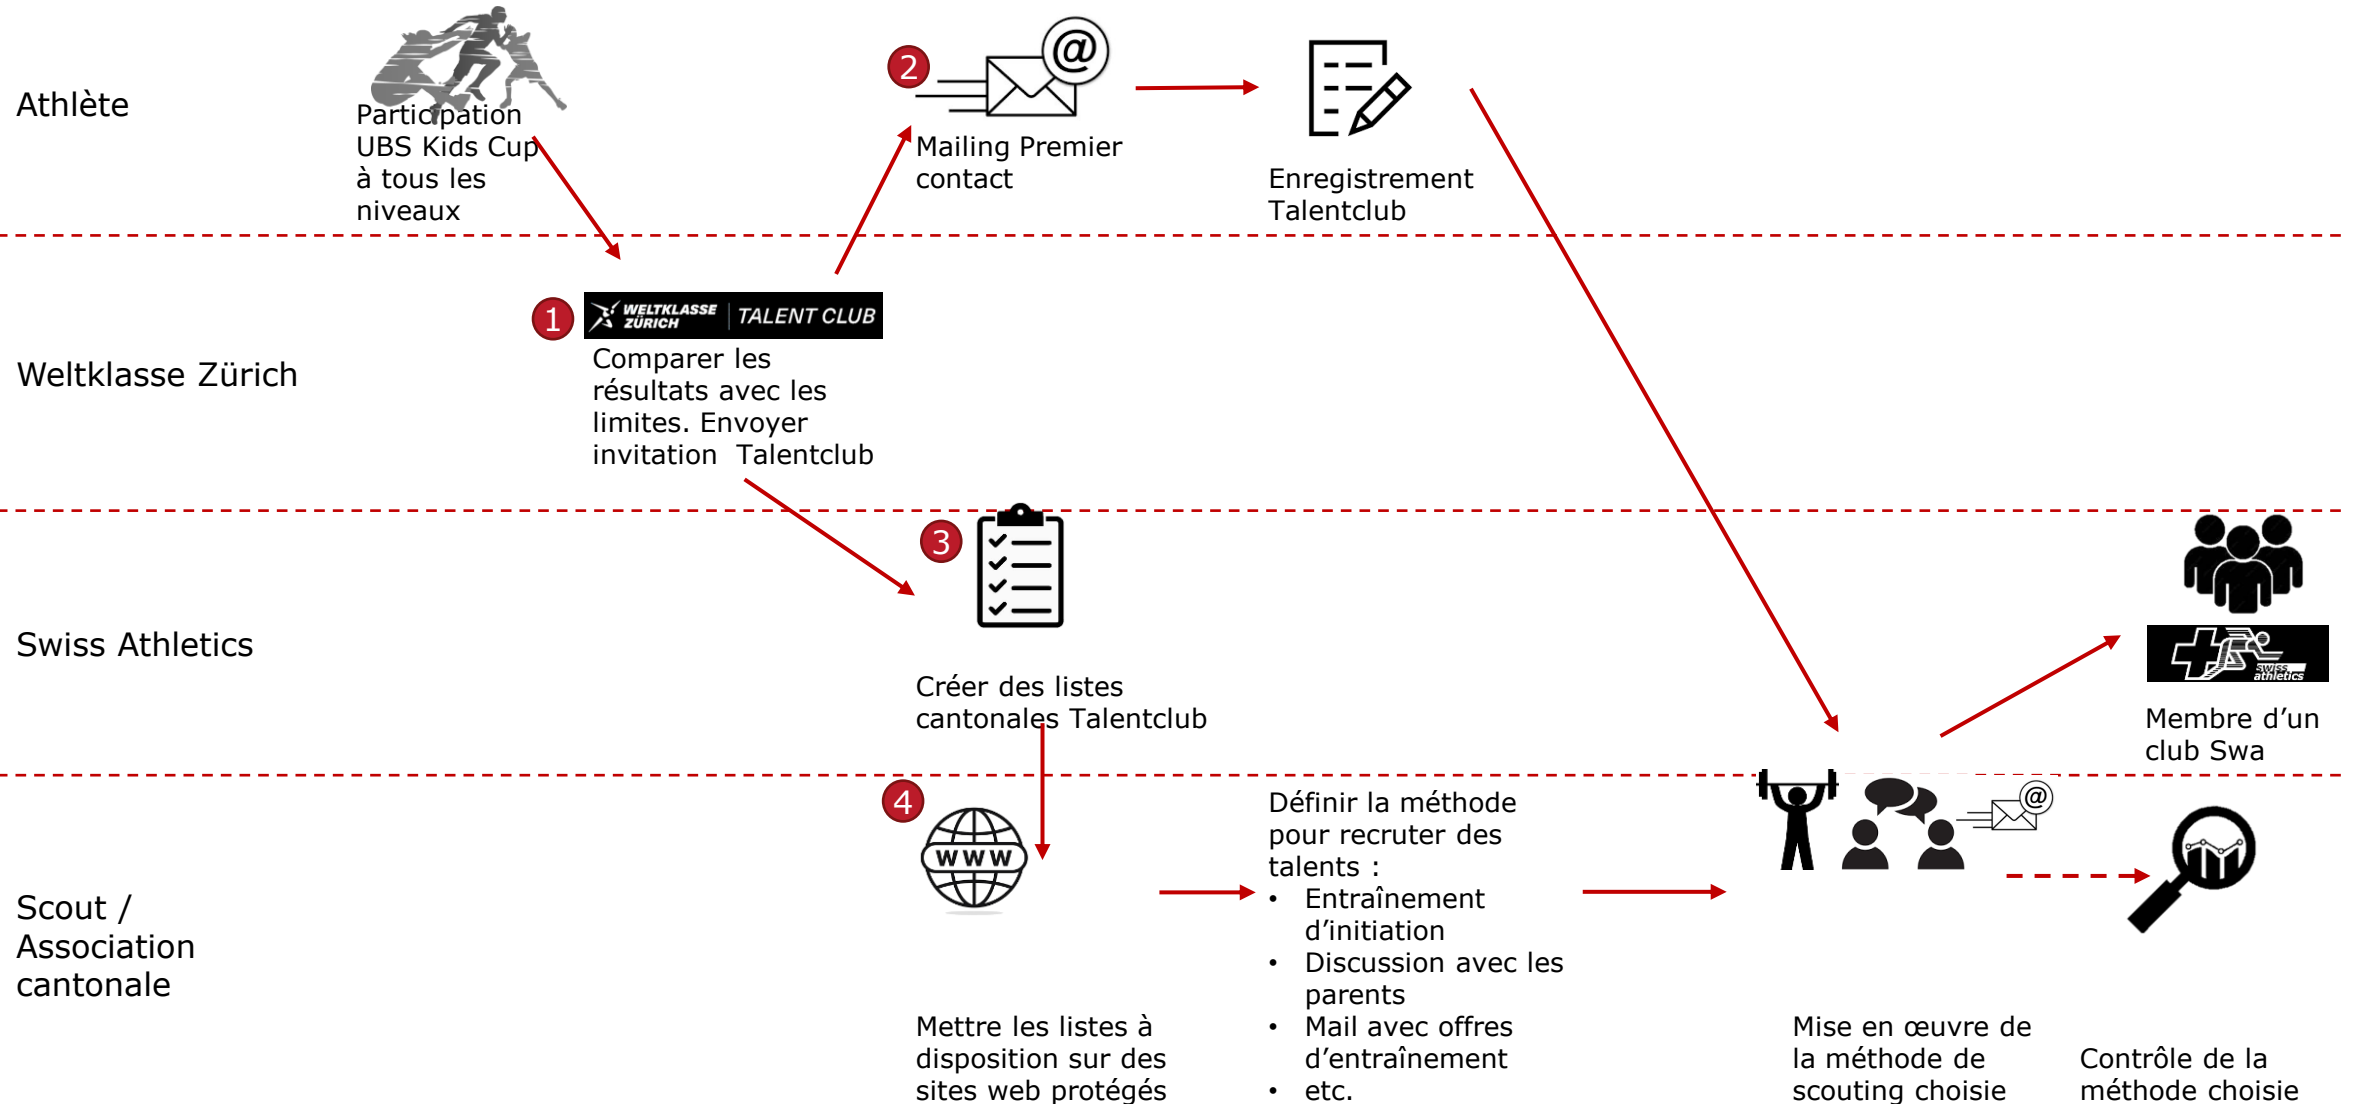 Athlète
Participation
UBS Kids Cup
à tous les
niveaux
2
@
Mailing Premier
contact
Enregistrement
Talentclub
Weltklasse Zürich
1
WELTKLASSE
ZÜRICH
TALENT CLUB
Comparer les
résultats avec les
limites. Envoyer
invitation Talentclub
Swiss Athletics
3
Créer des listes
cantonales Talentclub
swiss
athletics
Membre d’un
club Swa
Scout /
Association
cantonale
4
WWW
Mettre les listes à
disposition sur des
sites web protégés
Définir la méthode
pour recruter des
talents :
• Entraînement
d’initiation
• Discussion avec les
parents
• Mail avec offres
d’entraînement
• etc.
@
Mise en œuvre de
la méthode de
scouting choisie
Contrôle de la
méthode choisie